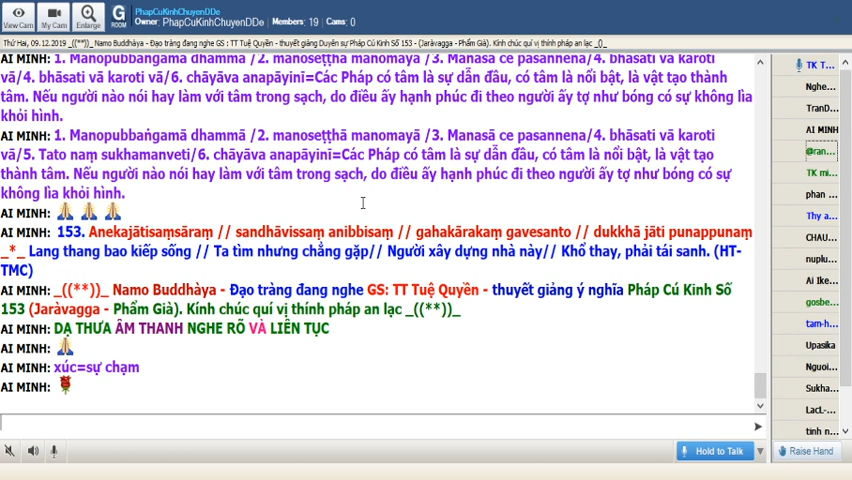 View Cam
My Cam
Enlarge
G
ROOM
PhapCuKinhChuyenDDe
Owner: PhapCuKinhChuyenDDe Members: 19 Cams: 0
Thứ Hai, 09.12.2019 _((**))_ Namo Buddhàya - Đạo tràng đang nghe GS: TT Tuệ Quyền - thuyết giảng Duyên sự Pháp Cú Kinh Số 153 - (Jaràvagga - Phẩm Già). Kính chúc quí vị thính pháp an lạc _()_
AI MINH: 1. Manopubbaṅgamā dhammā /2. manoseṭṭhā manomayā /3. Manasā ce pasannena/4. bhāsati vā karoti
vā/4. bhāsati vā karoti vā/6. chāyāva anapāyinī=Các Pháp có tâm là sự dẫn đầu, có tâm là nổi bật, là vật tạo thành
tâm. Nếu người nào nói hay làm với tâm trong sạch, do điều ấy hạnh phúc đi theo người ấy tợ như bóng có sự không lìa
khỏi hình.
AI MINH: 1. Manopubbaṅgamā dhammā /2. manoseṭṭhā manomayā /3. Manasā ce pasannena/4. bhāsati vā karoti
vā/5. Tato naṃ sukhamanveti/6. chāyāva anapāyinī=Các Pháp có tâm là sự dẫn đầu, có tâm là nổi bật, là vật tạo
thành tâm. Nếu người nào nói hay làm với tâm trong sạch, do điều ấy hạnh phúc đi theo người ấy tợ như bóng có sự
không lìa khỏi hình.
AI MINH: 🙏 🙏 🙏
AI MINH: 153. Anekajātisaṃsāraṃ // sandhāvissaṃ anibbisaṃ // gahakārakaṃ gavesanto// dukkhā jāti punappunaṃ
_*_ Lang thang bao kiếp sống // Ta tìm nhưng chẳng gặp// Người xây dựng nhà này// Khổ thay, phải tái sanh. (HT-
TMC)
AI MINH: _((**))_ Namo Buddhàya - Đạo tràng đang nghe GS: TT Tuệ Quyền - thuyết giảng ý nghĩa Pháp Cú Kinh Số
153 (Jaràvagga - Phẩm Già). Kính chúc quí vị thính pháp an lạc _((**))_
AI MINH: DẠ THƯA ÂM THANH NGHE RÕ VÀ LIÊN TỤC
AI MINH: 🙏
AI MINH: xúc=sự chạm
AI MINH: 🌹
TK T...
Nghe...
TranD...
AI MINH
@ran...
TK mi...
phan ...
Thy a...
CHAU...
nuplu...
Ai Ike...
gosbe...
tam-h...
Upasika
Nguoi...
Sukha...
LacL-...
tinh n...
Hold to Talk
Raise Hand